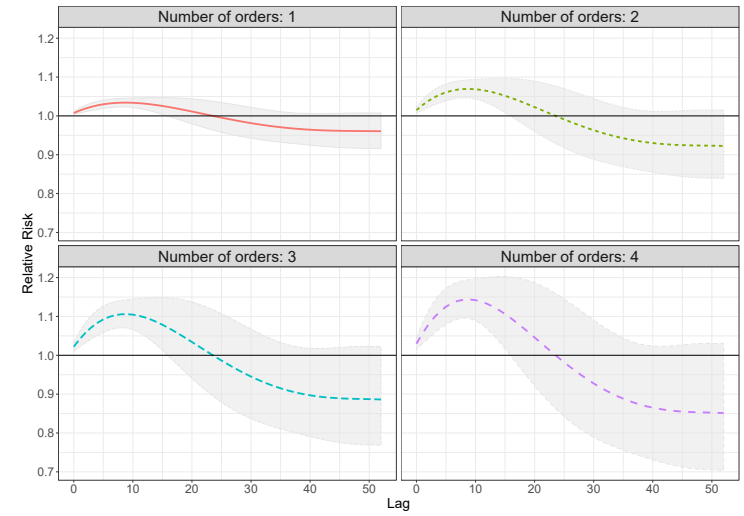 Number of orders: 1
Number of orders: 2
1.2
1.1
1.0
0.9
0.8
0.7
Number of orders: 3
Number of orders: 4
1.2
1.1
1.0
0.9
0.8
0.7
0 10 20 30 40 50
0 10 20 30 40 50
Relative Risk
Lag